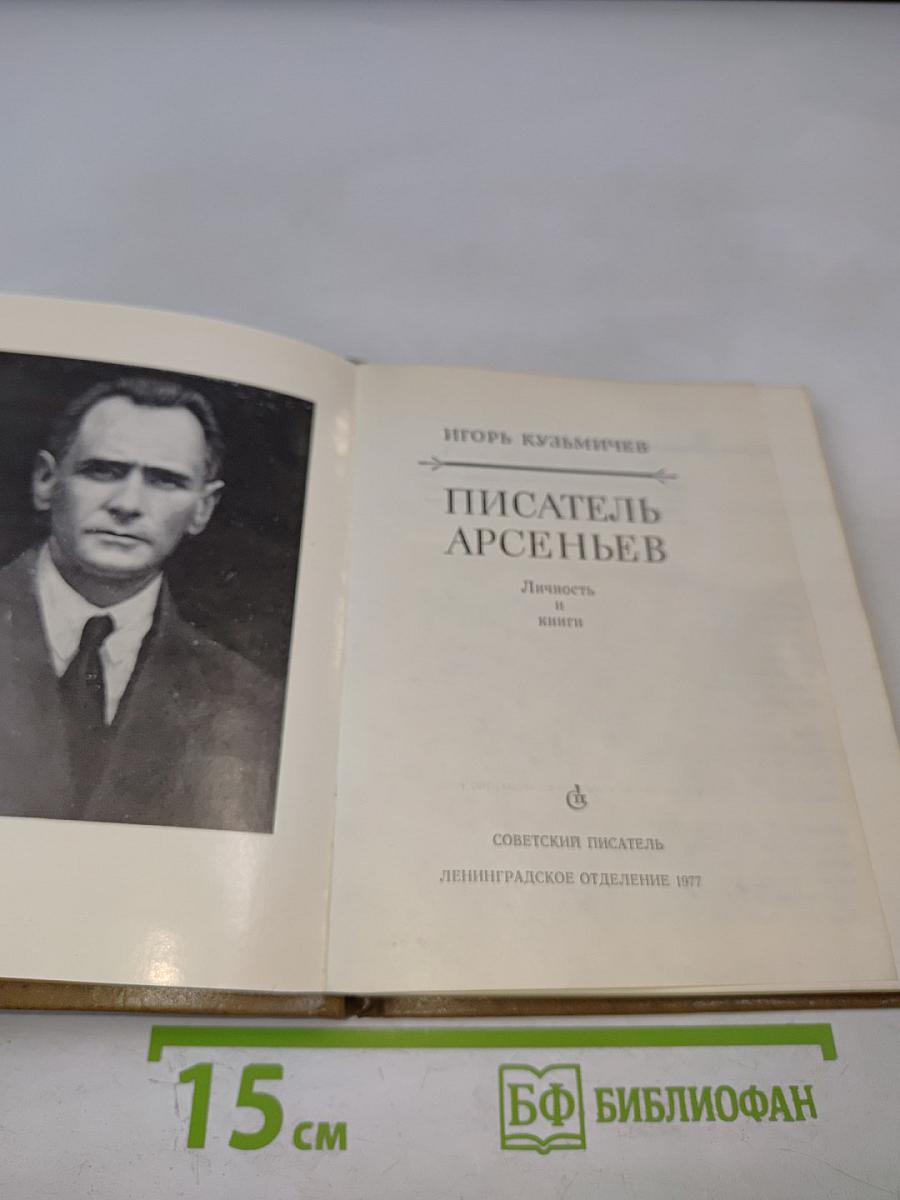 ИГОРЬ КУЗЬМИЧЕВ
ПИСАТЕЛЬ
АРСЕНЬЕВ
Личность
и
книги
СОВЕТСКИЙ ПИСАТЕЛЬ
ЛЕНИНГРАДСКОЕ ОТДЕЛЕНИЕ 1977
15 см
БФ БИБЛИОФАН